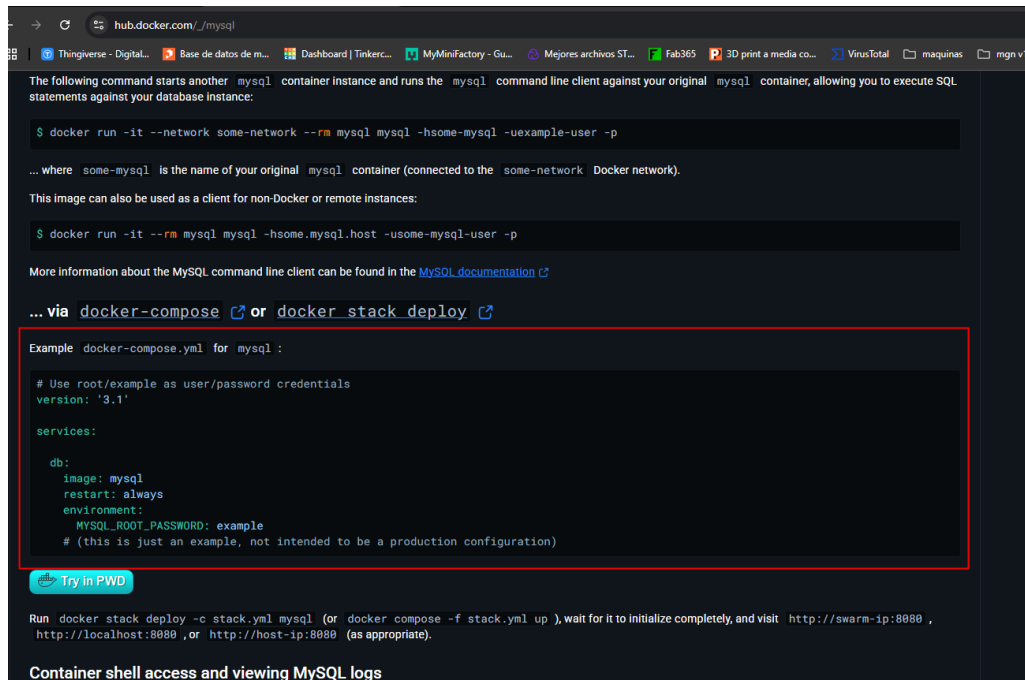 hub.docker.com/_/mysql
Thingiverse - Digital... Base de datos de m... Dashboard | Tinkerc... MyMiniFactory - Gu... Mejores archivos ST... Fab365 3D print a media co... VirusTotal maquinas mgn v
The following command starts another mysql container instance and runs the mysql command line client against your original mysql container, allowing you to execute SQL
statements against your database instance:
$ docker run -it --network some-network --rm mysql mysql -hsome-mysql -uexample-user -p
... where some-mysql is the name of your original mysql container (connected to the some-network Docker network).
This image can also be used as a client for non-Docker or remote instances:
$ docker run -it --rm mysql mysql -hsome.mysql.host -usome-mysql-user -p
More information about the MySQL command line client can be found in the MySQL documentation
... via docker-compose or docker stack deploy
Example docker-compose.yml for mysql :
# Use root/example as user/password credentials
version: '3.1'
services:
db:
image: mysql
restart: always
environment:
MYSQL_ROOT_PASSWORD: example
# (this is just an example, not intended to be a production configuration)
Try in PWD
Run docker stack deploy -c stack.yml mysql (or docker compose -f stack.yml up ), wait for it to initialize completely, and visit http://swarm-ip:8080 ,
http://localhost:8080 , or http://host-ip:8080 (as appropriate).
Container shell access and viewing MySQL logs